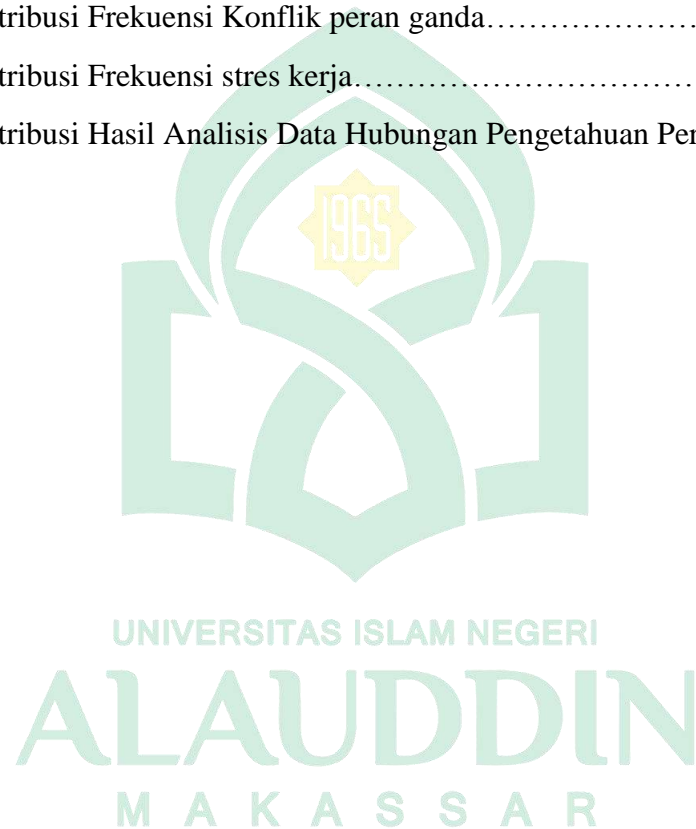 tribusi Frekuensi Konflik peran ganda…………………
tribusi Frekuensi stres kerja……………………………
tribusi Hasil Analisis Data Hubungan Pengetahuan Per
1965
UNIVERSITAS ISLAM NEGERI
ALAUDDIN
MAKASSAR